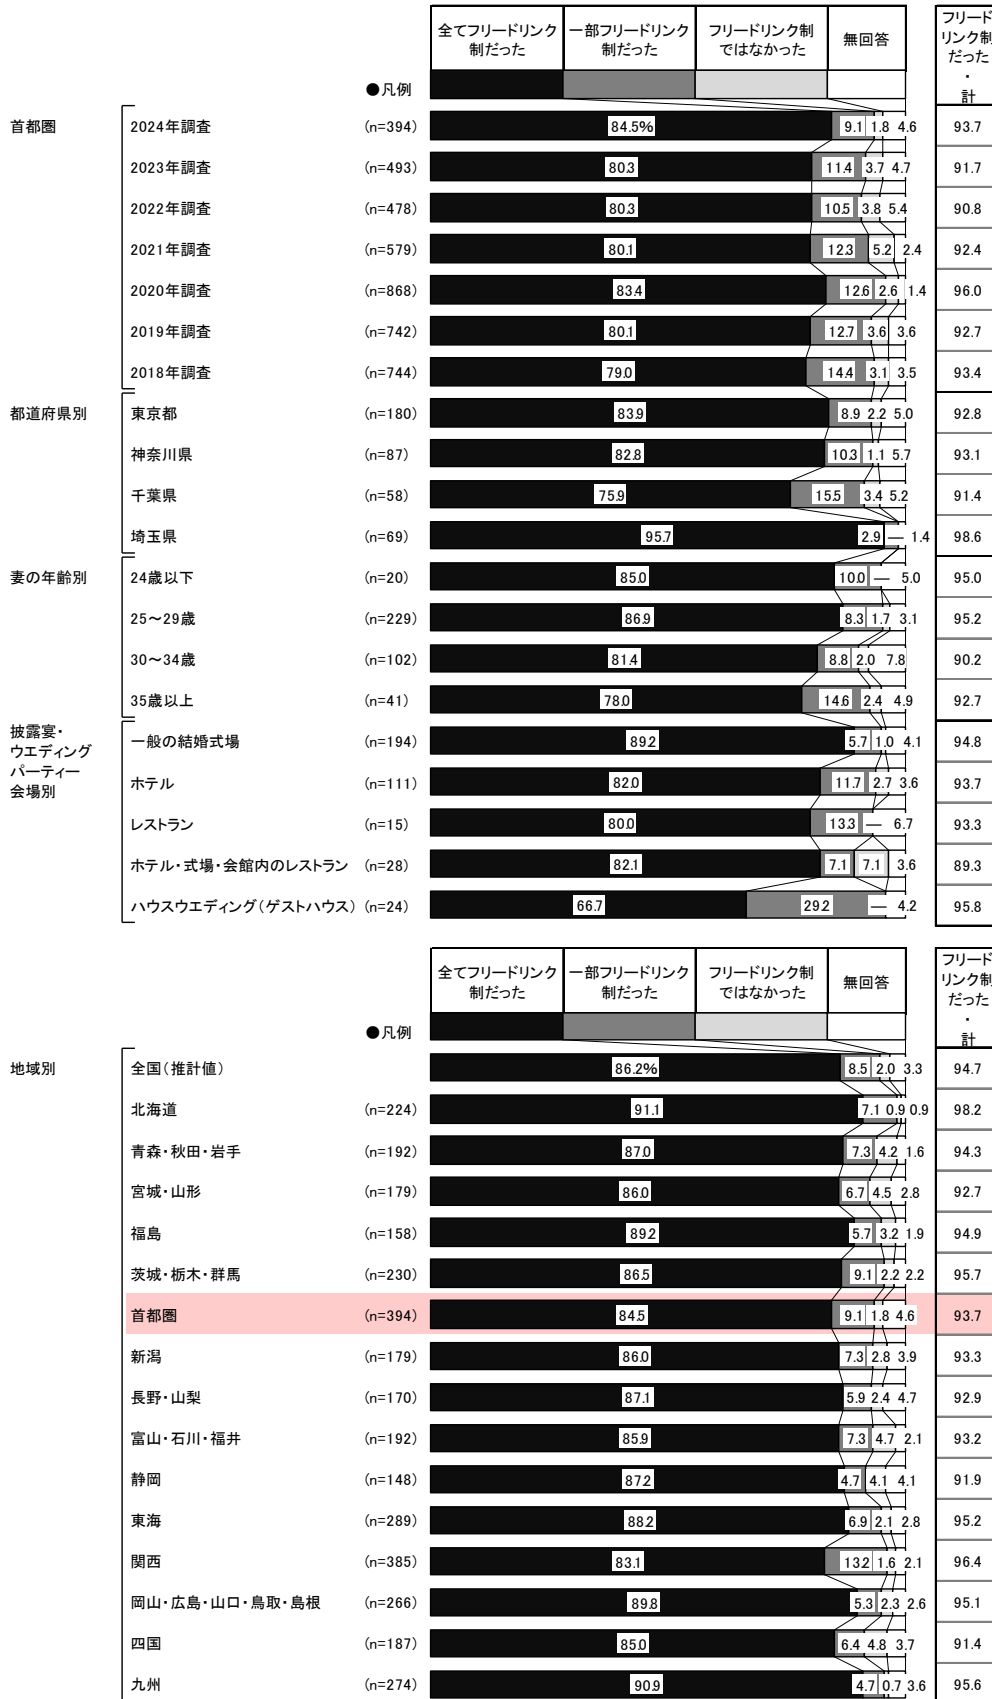 全てフリードリンク
制だった
一部フリードリンク
制だった
フリードリンク制
ではなかった
無回答
フリード
リンク制
だった
・
計
●凡例
首都圏
2024年調査 (n=394) 84.5% 9.1 1.8 4.6 93.7
2023年調査 (n=493) 80.3 11.4 3.7 4.7 91.7
2022年調査 (n=478) 80.3 10.5 3.8 5.4 90.8
2021年調査 (n=579) 80.1 12.3 5.2 2.4 92.4
2020年調査 (n=868) 83.4 12.6 2.6 1.4 96.0
2019年調査 (n=742) 80.1 12.7 3.6 3.6 92.7
2018年調査 (n=744) 79.0 14.4 3.1 3.5 93.4
都道府県別
東京都 (n=180) 83.9 8.9 2.2 5.0 92.8
神奈川県 (n=87) 82.8 10.3 1.1 5.7 93.1
千葉県 (n=58) 75.9 15.5 3.4 5.2 91.4
埼玉県 (n=69) 95.7 2.9 — 1.4 98.6
妻の年齢別
24歳以下 (n=20) 85.0 10.0 — 5.0 95.0
25～29歳 (n=229) 86.9 8.3 1.7 3.1 95.2
30～34歳 (n=102) 81.4 8.8 2.0 7.8 90.2
35歳以上 (n=41) 78.0 14.6 2.4 4.9 92.7
披露宴・
ウエディング
パーティー
会場別
一般の結婚式場 (n=194) 89.2 5.7 1.0 4.1 94.8
ホテル (n=111) 82.0 11.7 2.7 3.6 93.7
レストラン (n=15) 80.0 13.3 — 6.7 93.3
ホテル・式場・会館内のレストラン (n=28) 82.1 7.1 7.1 3.6 89.3
ハウスウエディング（ゲストハウス） (n=24) 66.7 29.2 — 4.2 95.8
全てフリードリンク
制だった
一部フリードリンク
制だった
フリードリンク制
ではなかった
無回答
フリード
リンク制
だった
・
計
●凡例
地域別
全国（推計値） 86.2% 8.5 2.0 3.3 94.7
北海道 (n=224) 91.1 7.1 0.9 0.9 98.2
青森・秋田・岩手 (n=192) 87.0 7.3 4.2 1.6 94.3
宮城・山形 (n=179) 86.0 6.7 4.5 2.8 92.7
福島 (n=158) 89.2 5.7 3.2 1.9 94.9
茨城・栃木・群馬 (n=230) 86.5 9.1 2.2 2.2 95.7
首都圏 (n=394) 84.5 9.1 1.8 4.6 93.7
新潟 (n=179) 86.0 7.3 2.8 3.9 93.3
長野・山梨 (n=170) 87.1 5.9 2.4 4.7 92.9
富山・石川・福井 (n=192) 85.9 7.3 4.7 2.1 93.2
静岡 (n=148) 87.2 4.7 4.1 4.1 91.9
東海 (n=289) 88.2 6.9 2.1 2.8 95.2
関西 (n=385) 83.1 13.2 1.6 2.1 96.4
岡山・広島・山口・鳥取・島根 (n=266) 89.8 5.3 2.3 2.6 95.1
四国 (n=187) 85.0 6.4 4.8 3.7 91.4
九州 (n=274) 90.9 4.7 0.7 3.6 95.6